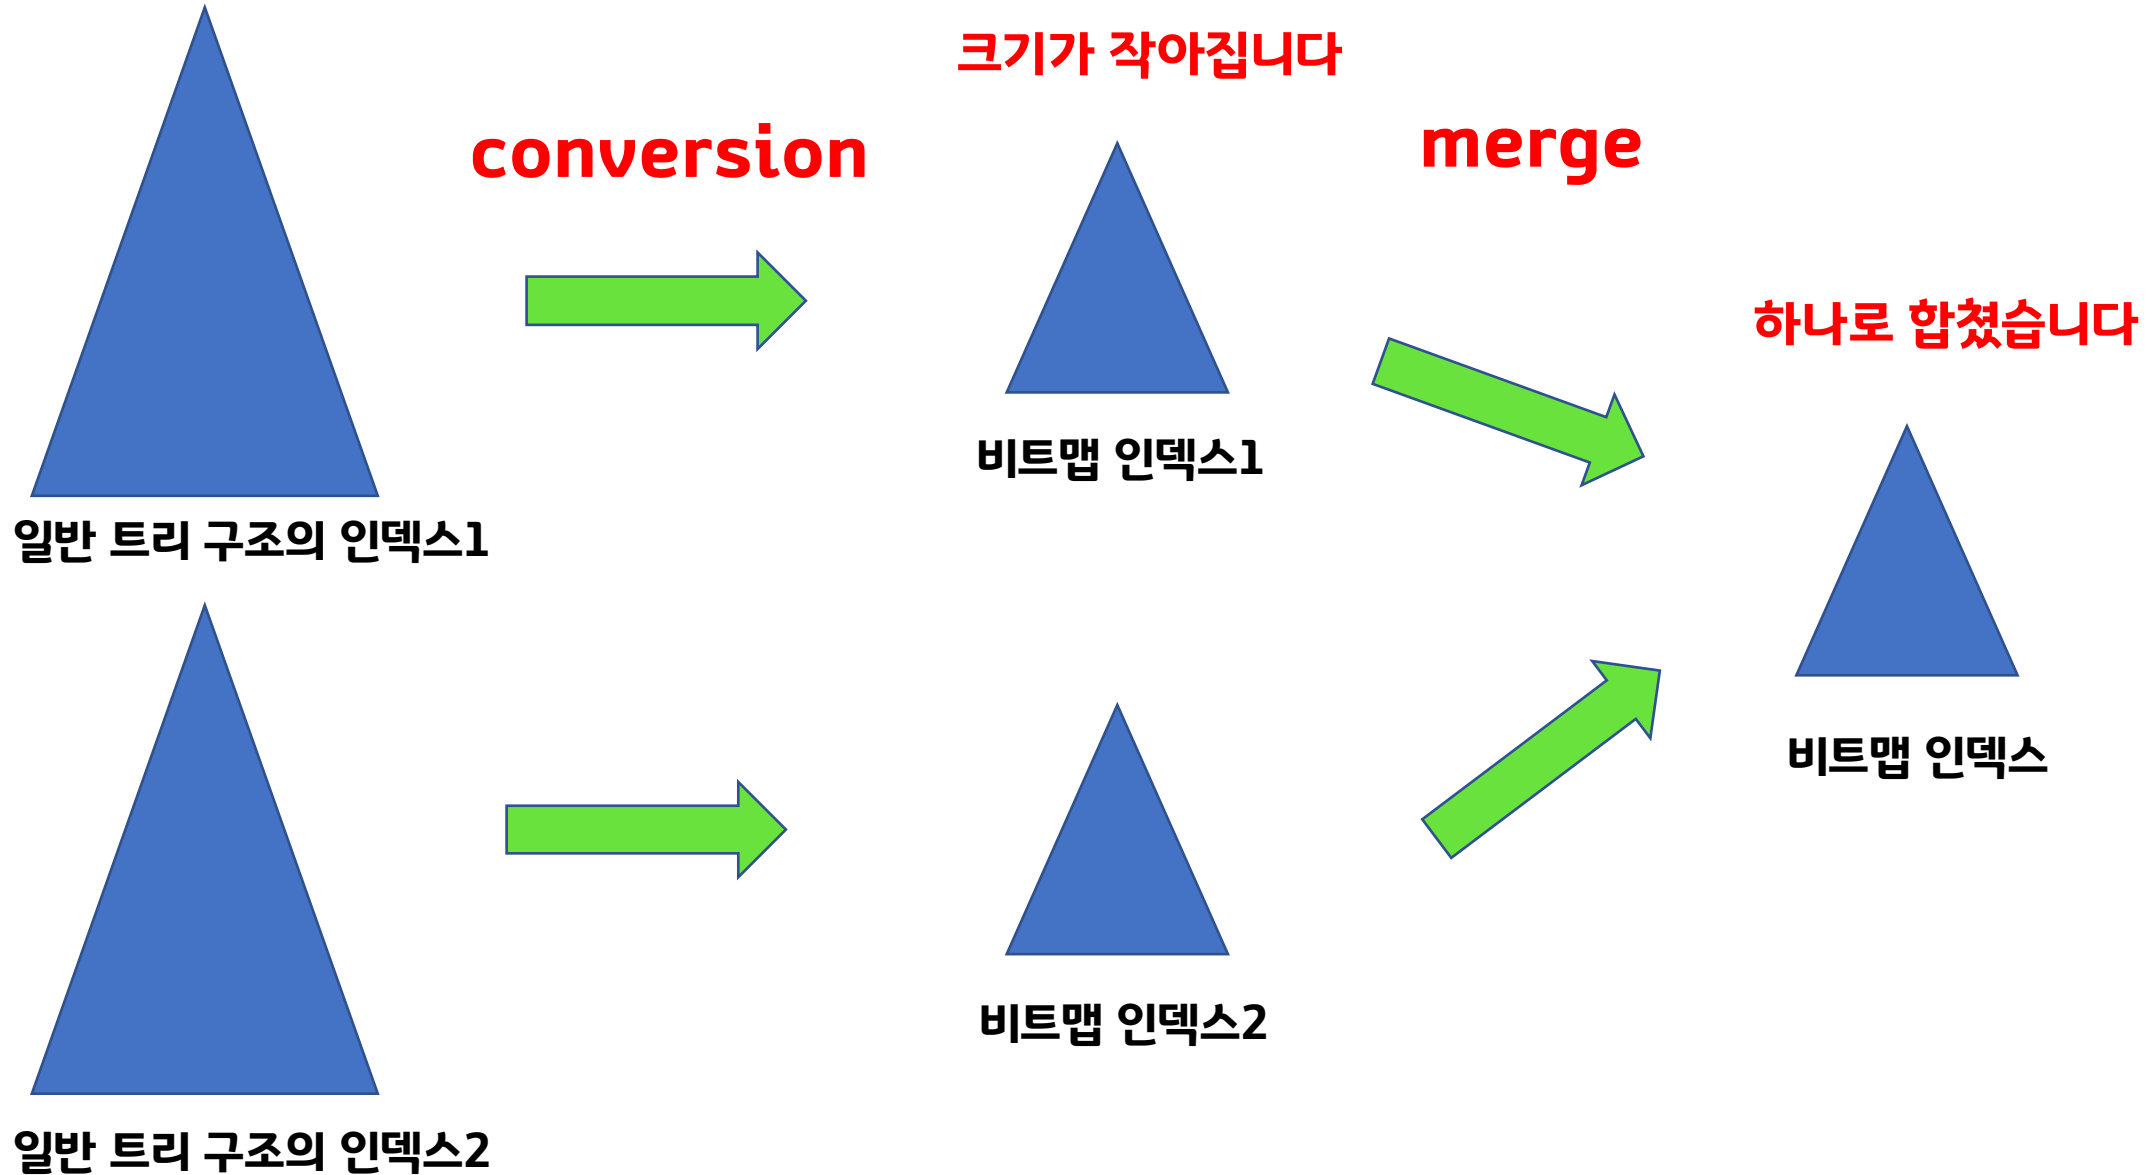 크기가 작아집니다
conversion
merge
하나로 합쳤습니다
비트맵 인덱스1
일반 트리 구조의 인덱스1
비트맵 인덱스
비트맵 인덱스2
일반 트리 구조의 인덱스2